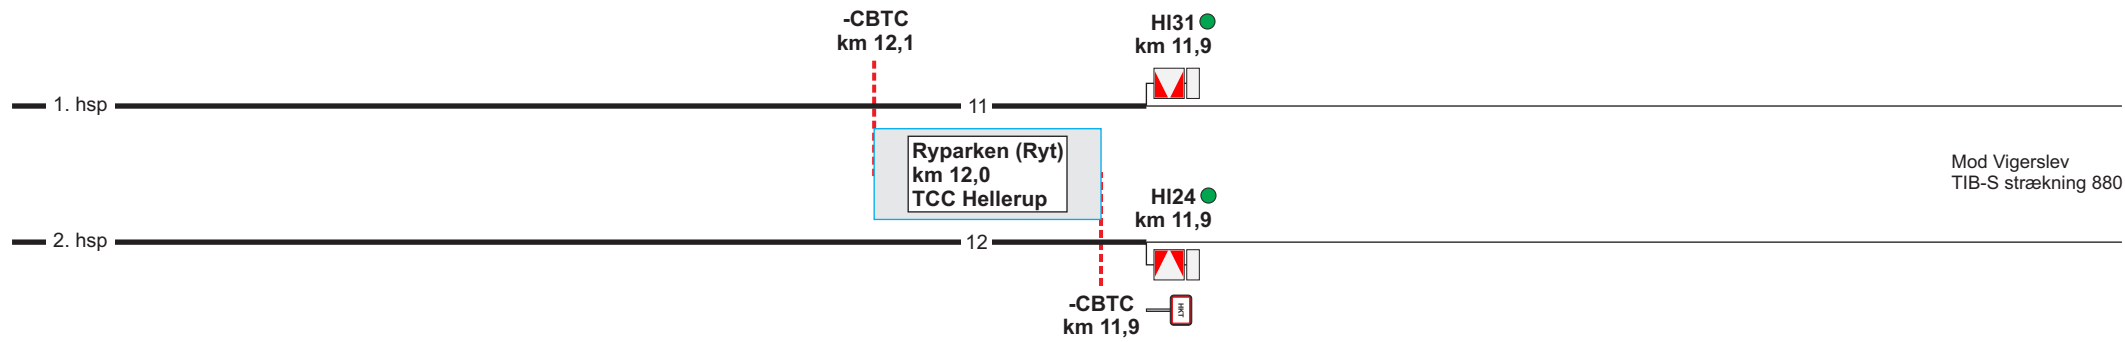 -CBTC
km 12,1
HI31
km 11,9
1. hsp
11
Ryparken (Ryt)
km 12,0
TCC Hellerup
Mod Vigerslev
TIB-S strækning 880
HI24
km 11,9
2. hsp
12
-CBTC
km 11,9
HKT